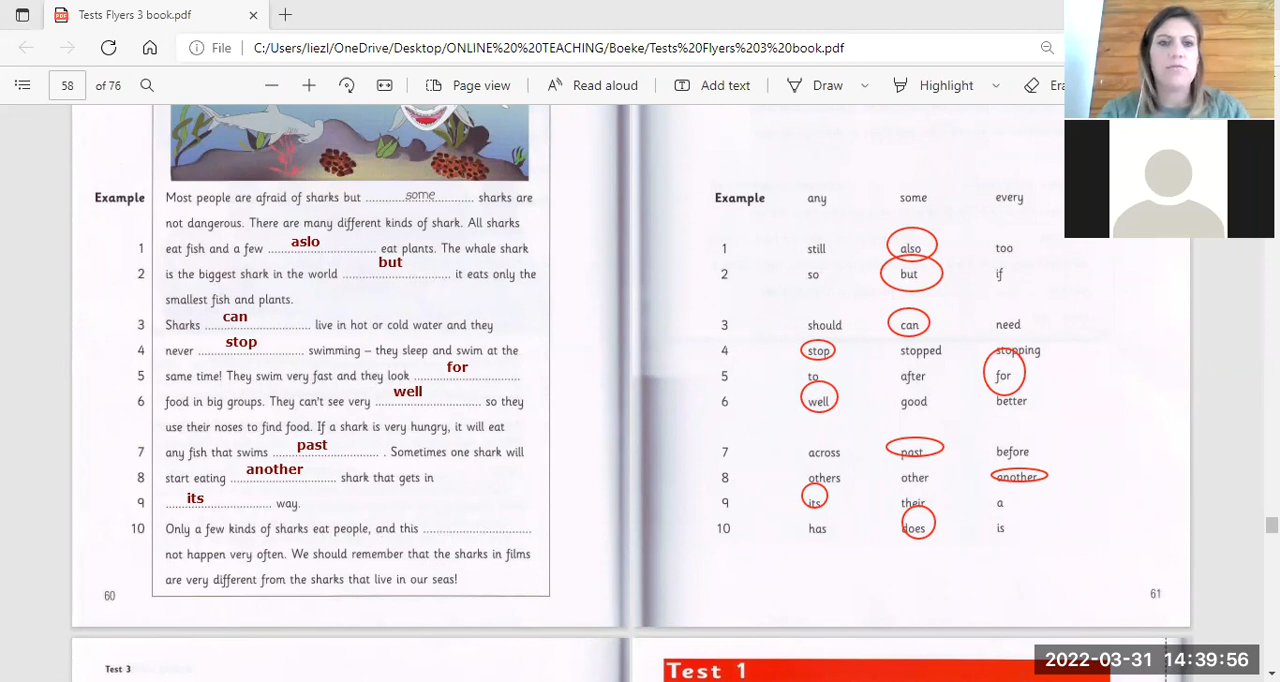 Tests Flyers 3 book.pdf
File C:/Users/liezl/OneDrive/Desktop/ONLINE%20%20TEACHING/Boeke/Tests%20Flyers%203%20book.pdf
58 of 76 Page view Read aloud Add text Draw Highlight Era
Example Most people are afraid of sharks but some sharks are
not dangerous. There are many different kinds of shark. All sharks
1 eat fish and a few aslo eat plants. The whale shark
2 is the biggest shark in the world but it eats only the
smallest fish and plants.
3 Sharks can live in hot or cold water and they
4 never stop swimming – they sleep and swim at the
5 same time! They swim very fast and they look for
6 food in big groups. They can't see very well so they
use their noses to find food. If a shark is very hungry, it will eat
7 any fish that swims past . Sometimes one shark will
8 start eating another shark that gets in
9 its way.
10 Only a few kinds of sharks eat people, and this
not happen very often. We should remember that the sharks in films
are very different from the sharks that live in our seas!
60
Example any some every
1 still also too
2 so but if
3 should can need
4 stop stopped stopping
5 to after for
6 well good better
7 across past before
8 others other another
9 its their a
10 has does is
61
Test 3
Test 1
2022-03-31 14:39:56